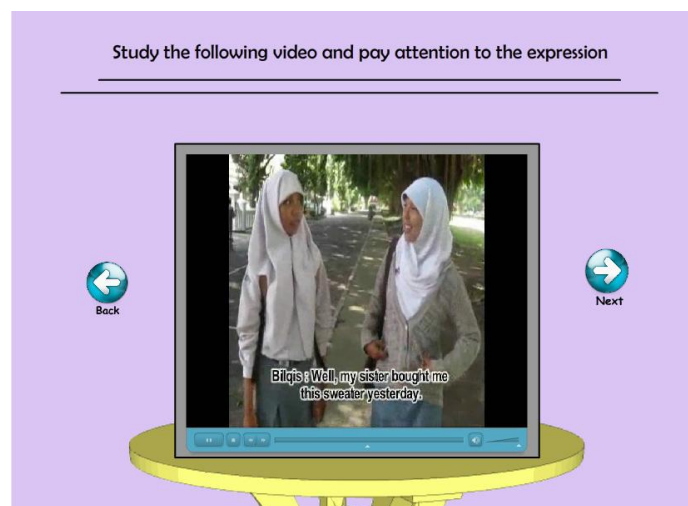 Study the following video and pay attention to the expression
Back
Next
Bilqis : Well, my sister bought me
this sweater yesterday.